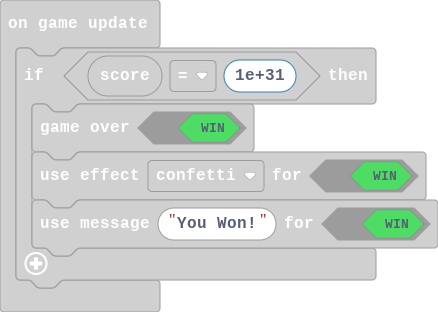 on game update
if score = 1e+31 then
game over WIN
use effect confetti for WIN
use message "You Won!" for WIN